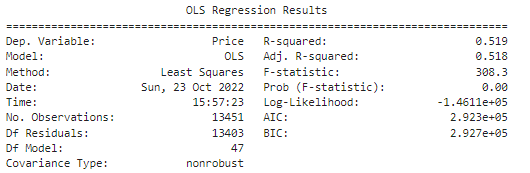 OLS Regression Results
==============================================================================
Dep. Variable: Price R-squared: 0.519
Model: OLS Adj. R-squared: 0.518
Method: Least Squares F-statistic: 308.3
Date: Sun, 23 Oct 2022 Prob (F-statistic): 0.00
Time: 15:57:23 Log-Likelihood: -1.4611e+05
No. Observations: 13451 AIC: 2.923e+05
Df Residuals: 13403 BIC: 2.927e+05
Df Model: 47
Covariance Type: nonrobust